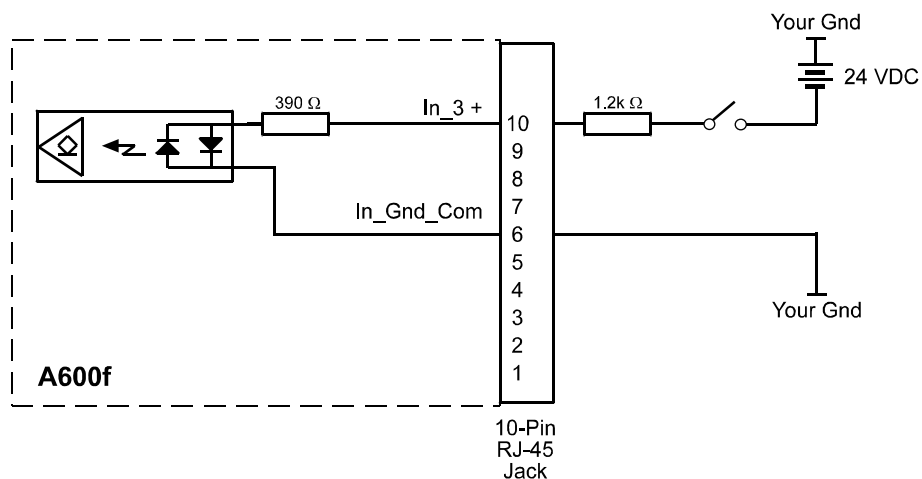 Your Gnd
24 VDC
390 Ω
In_3 +
1.2k Ω
10
9
8
7
In_Gnd_Com
6
5
4
3
Your Gnd
2
1
A600f
10-Pin
RJ-45
Jack